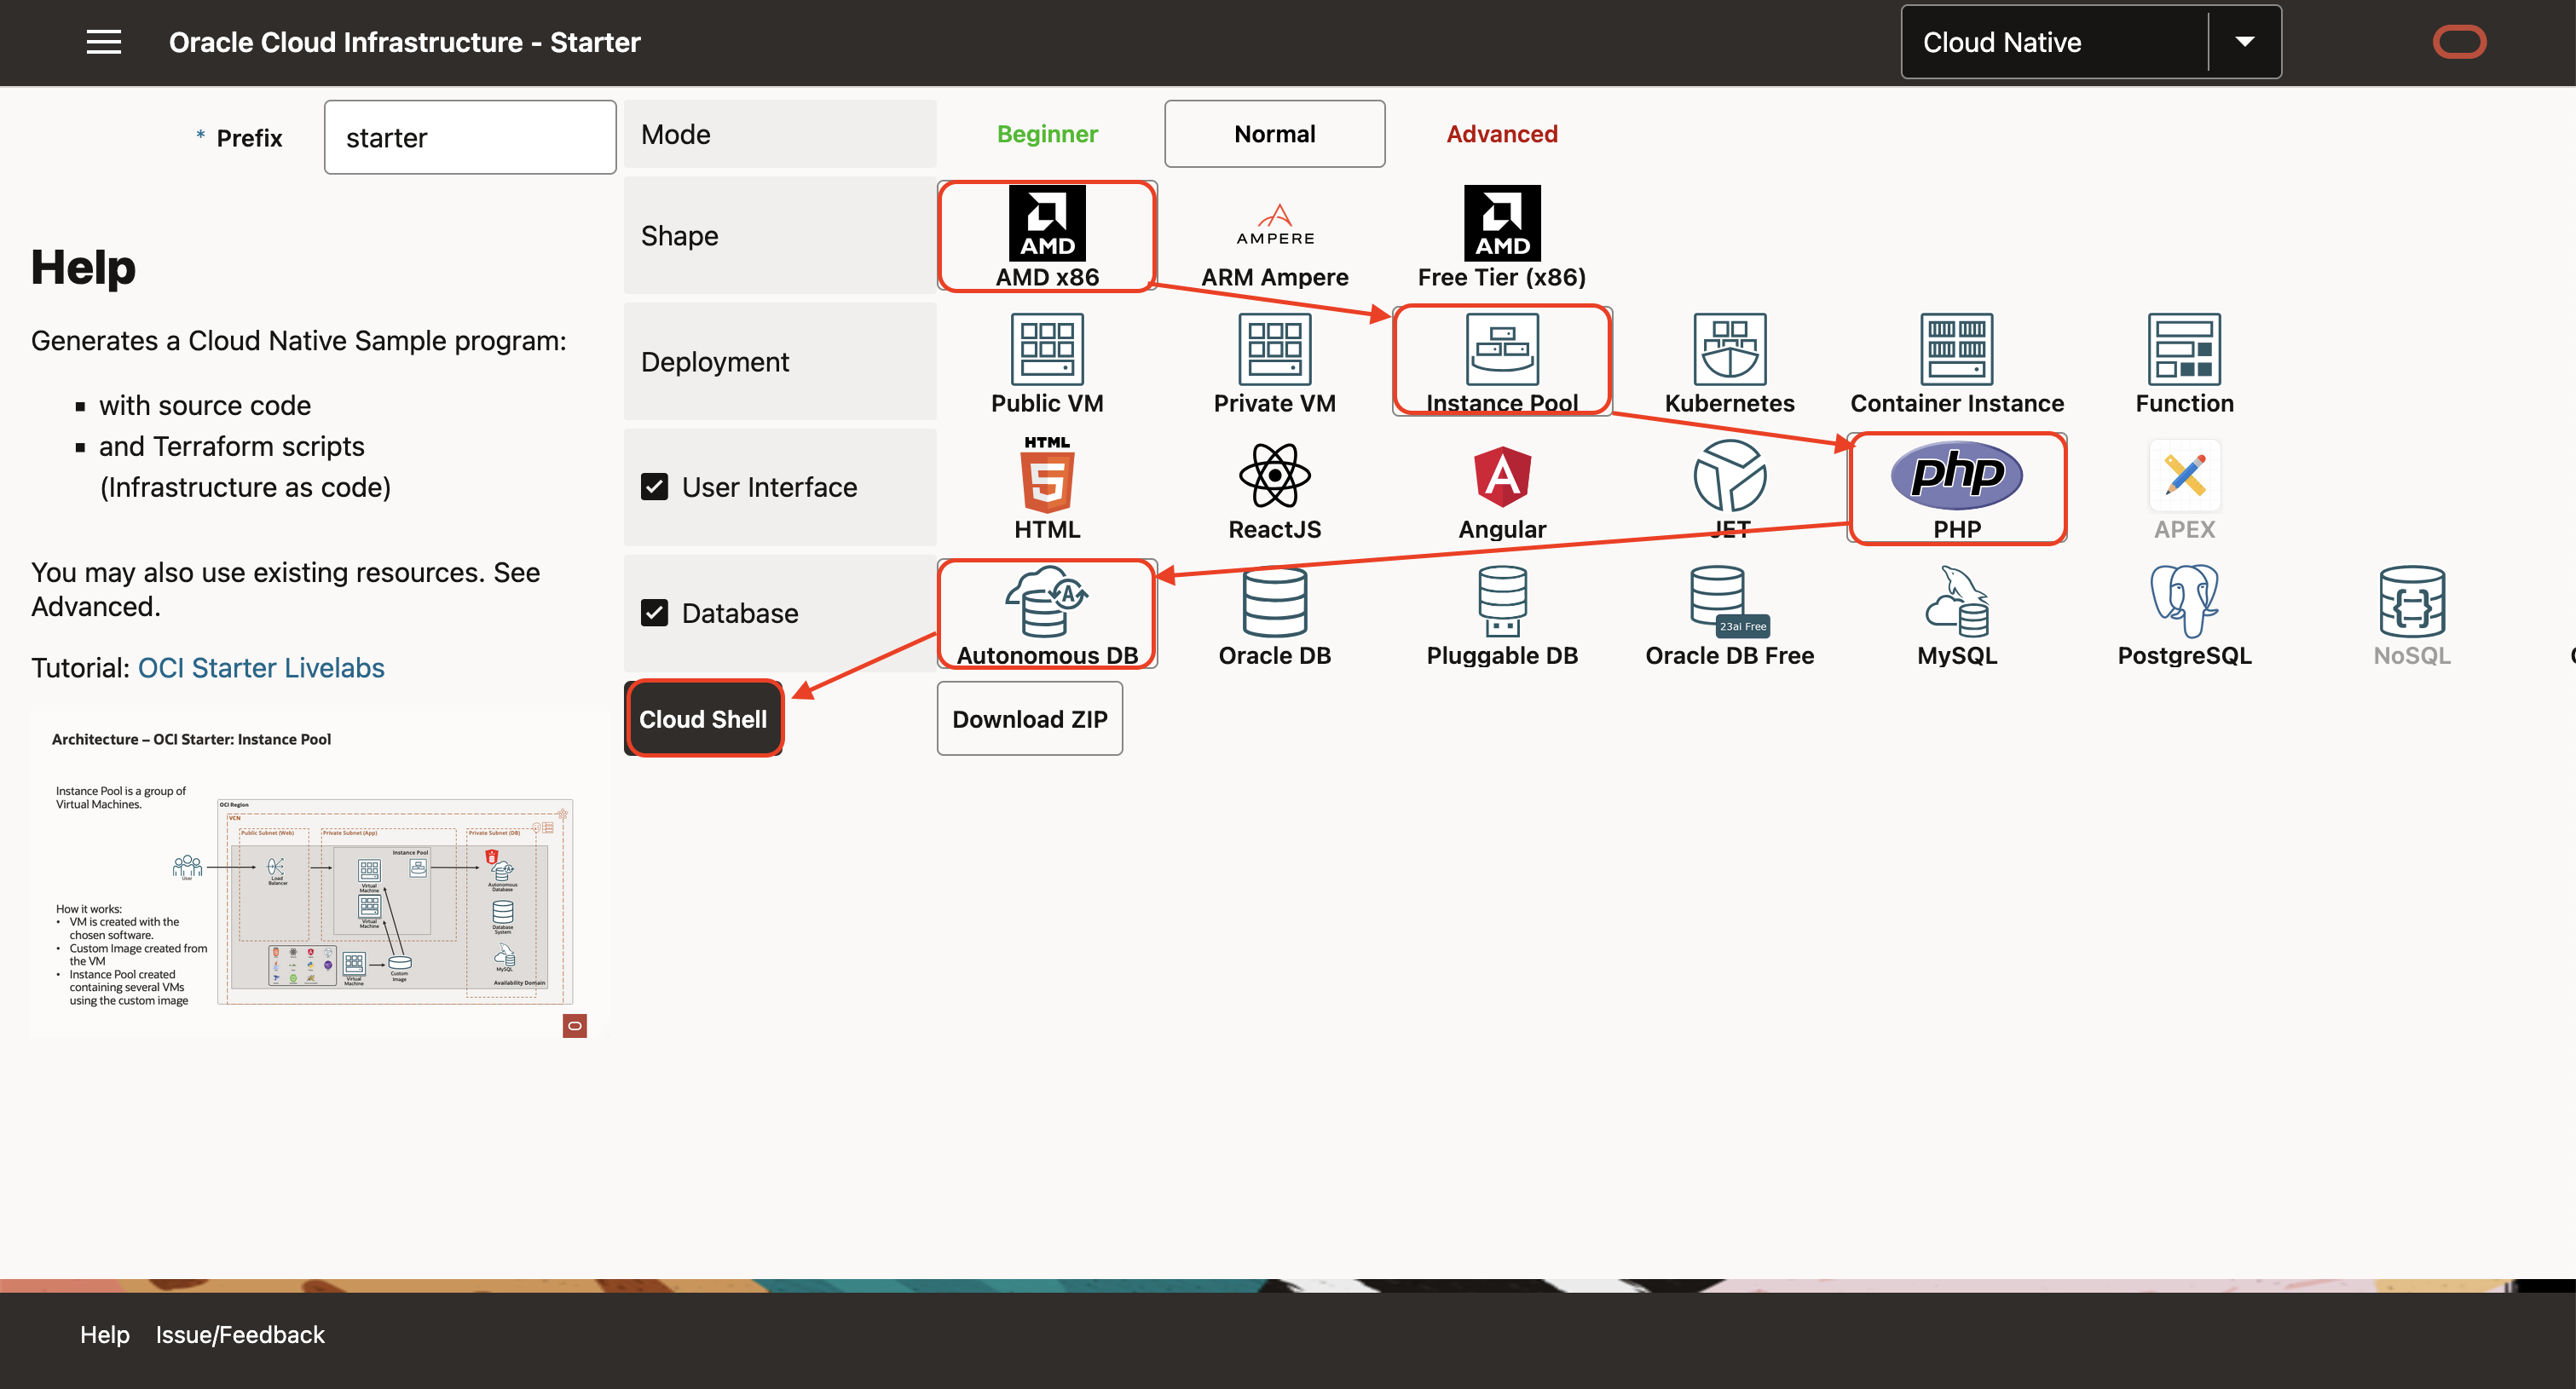 Oracle Cloud Infrastructure - Starter
Cloud Native
* Prefix
starter
Mode
Beginner
Normal
Advanced
Help
Generates a Cloud Native Sample program:
▪ with source code
▪ and Terraform scripts
(Infrastructure as code)
You may also use existing resources. See
Advanced.
Tutorial: OCI Starter Livelabs
Shape
AMD
AMD x86
AMPERE
ARM Ampere
AMD
Free Tier (x86)
Deployment
Public VM
Private VM
Instance Pool
Kubernetes
Container Instance
Function
User Interface
HTML
5
HTML
ReactJS
A
Angular
JET
php
PHP
APEX
Database
A
Autonomous DB
Oracle DB
Pluggable DB
23ai Free
Oracle DB Free
MySQL
PostgreSQL
{}
NoSQL
Cloud Shell
Download ZIP
Architecture – OCI Starter: Instance Pool
Instance Pool is a group of
Virtual Machines.
OCI Region
VCN
Public Subnet (Web)
Private Subnet (App)
Private Subnet (DB)
Instance Pool
User
Load
Balancer
Virtual
Machine
Virtual
Machine
Autonomous
Database
Database
System
MySQL
Virtual
Machine
Custom
Image
Availability Domain
How it works:
• VM is created with the
chosen software.
• Custom Image created from
the VM
• Instance Pool created
containing several VMs
using the custom image
Help
Issue/Feedback